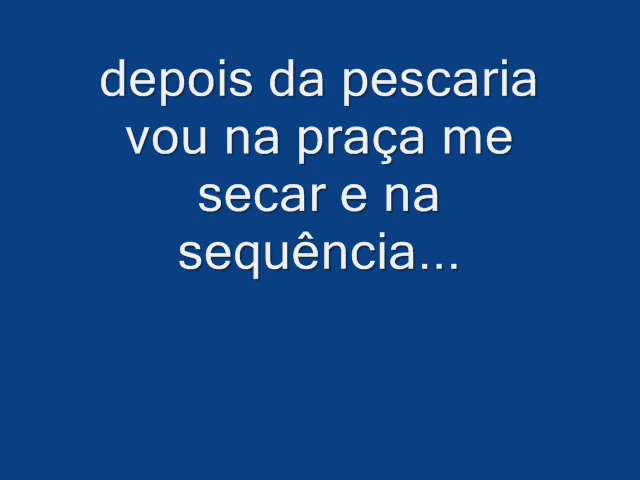 depois da pescaria
vou na praça me
secar e na
sequência...